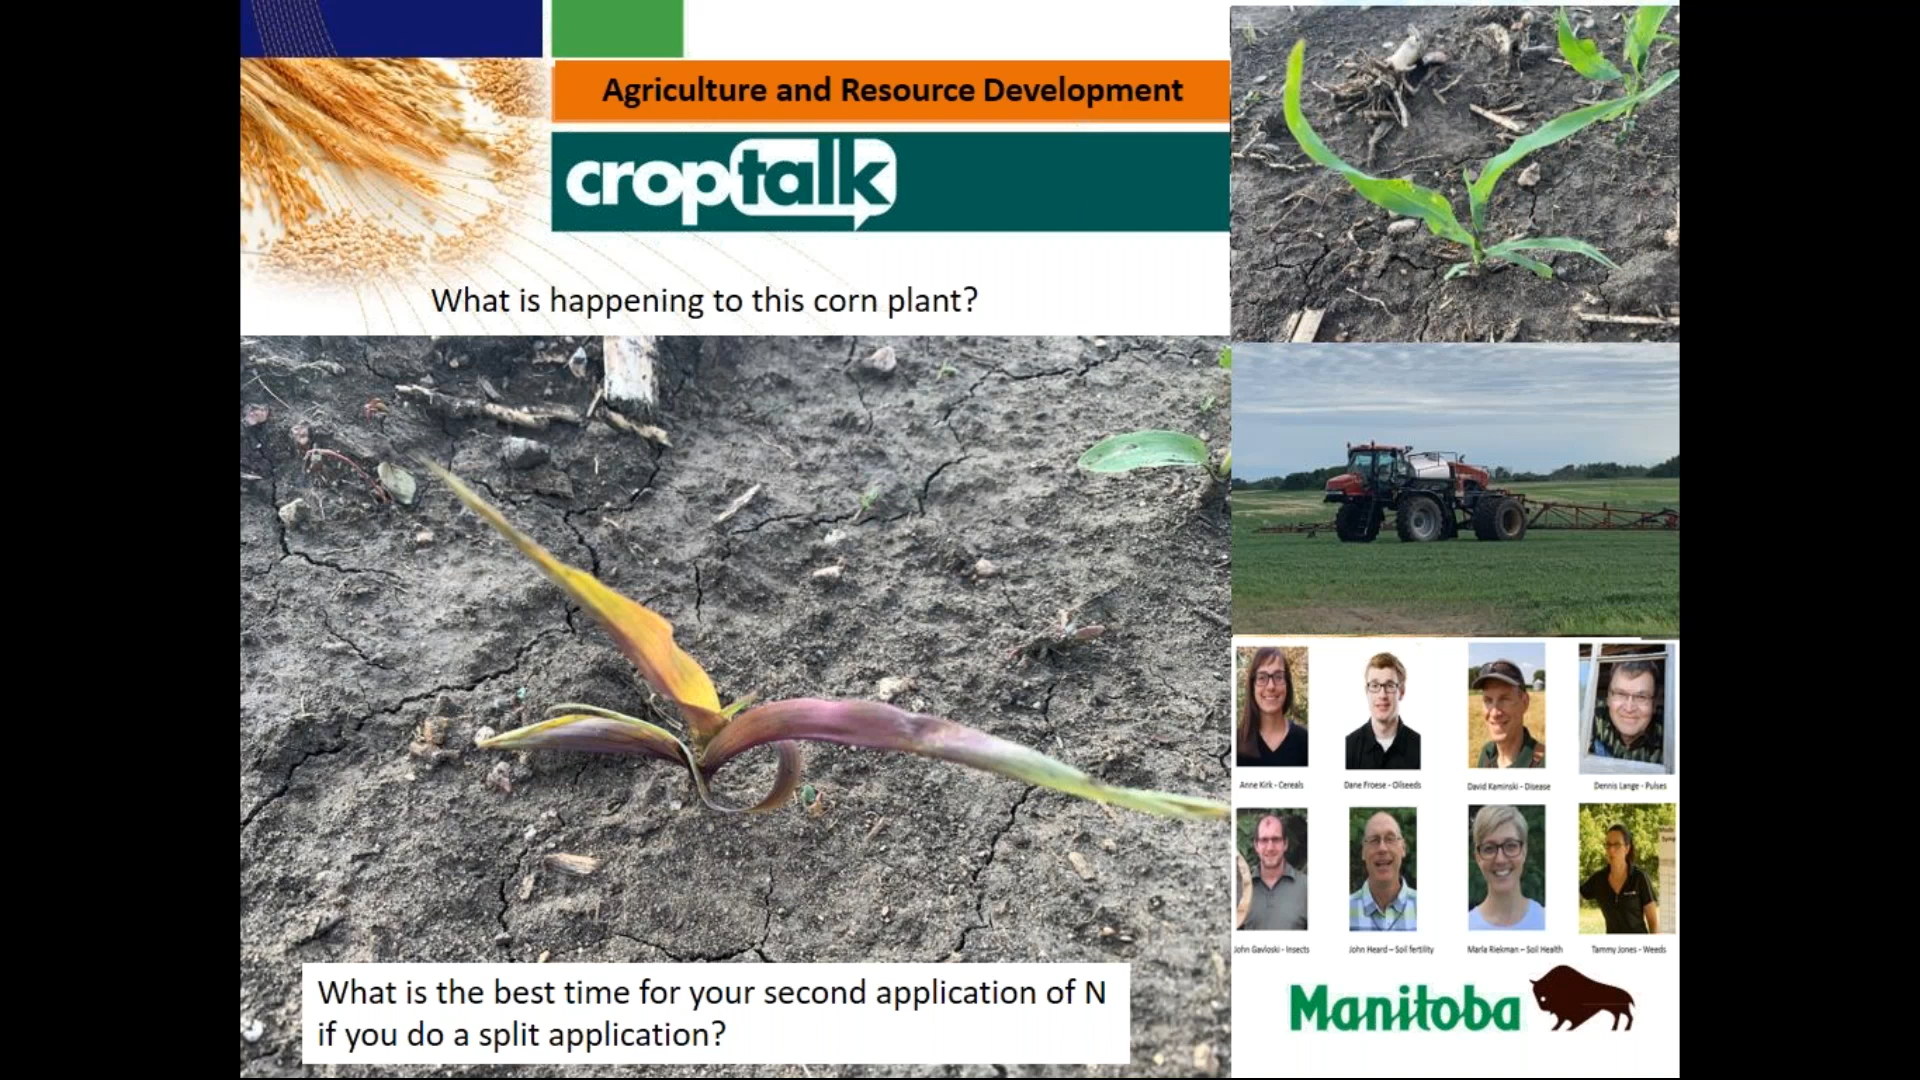 Agriculture and Resource Development
croptalk
What is happening to this corn plant?
What is the best time for your second application of N
if you do a split application?
Anne Kirk - Cereals
Dane Froese - Oilseeds
David Kaminski - Disease
Dennis Lange - Pulses
John Gavloski - Insects
John Heard – Soil fertility
Marla Riekman – Soil Health
Tammy Jones - Weeds
Manitoba